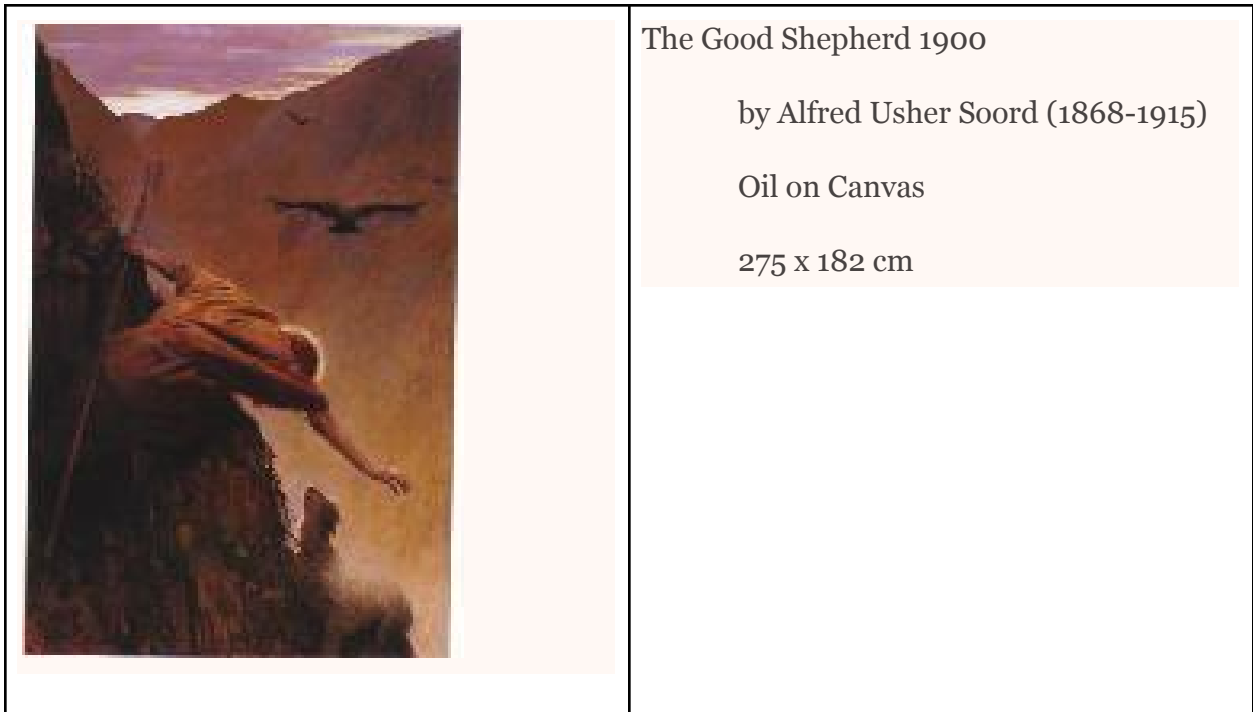 The Good Shepherd 1900
by Alfred Usher Soord (1868-1915)
Oil on Canvas
275 x 182 cm